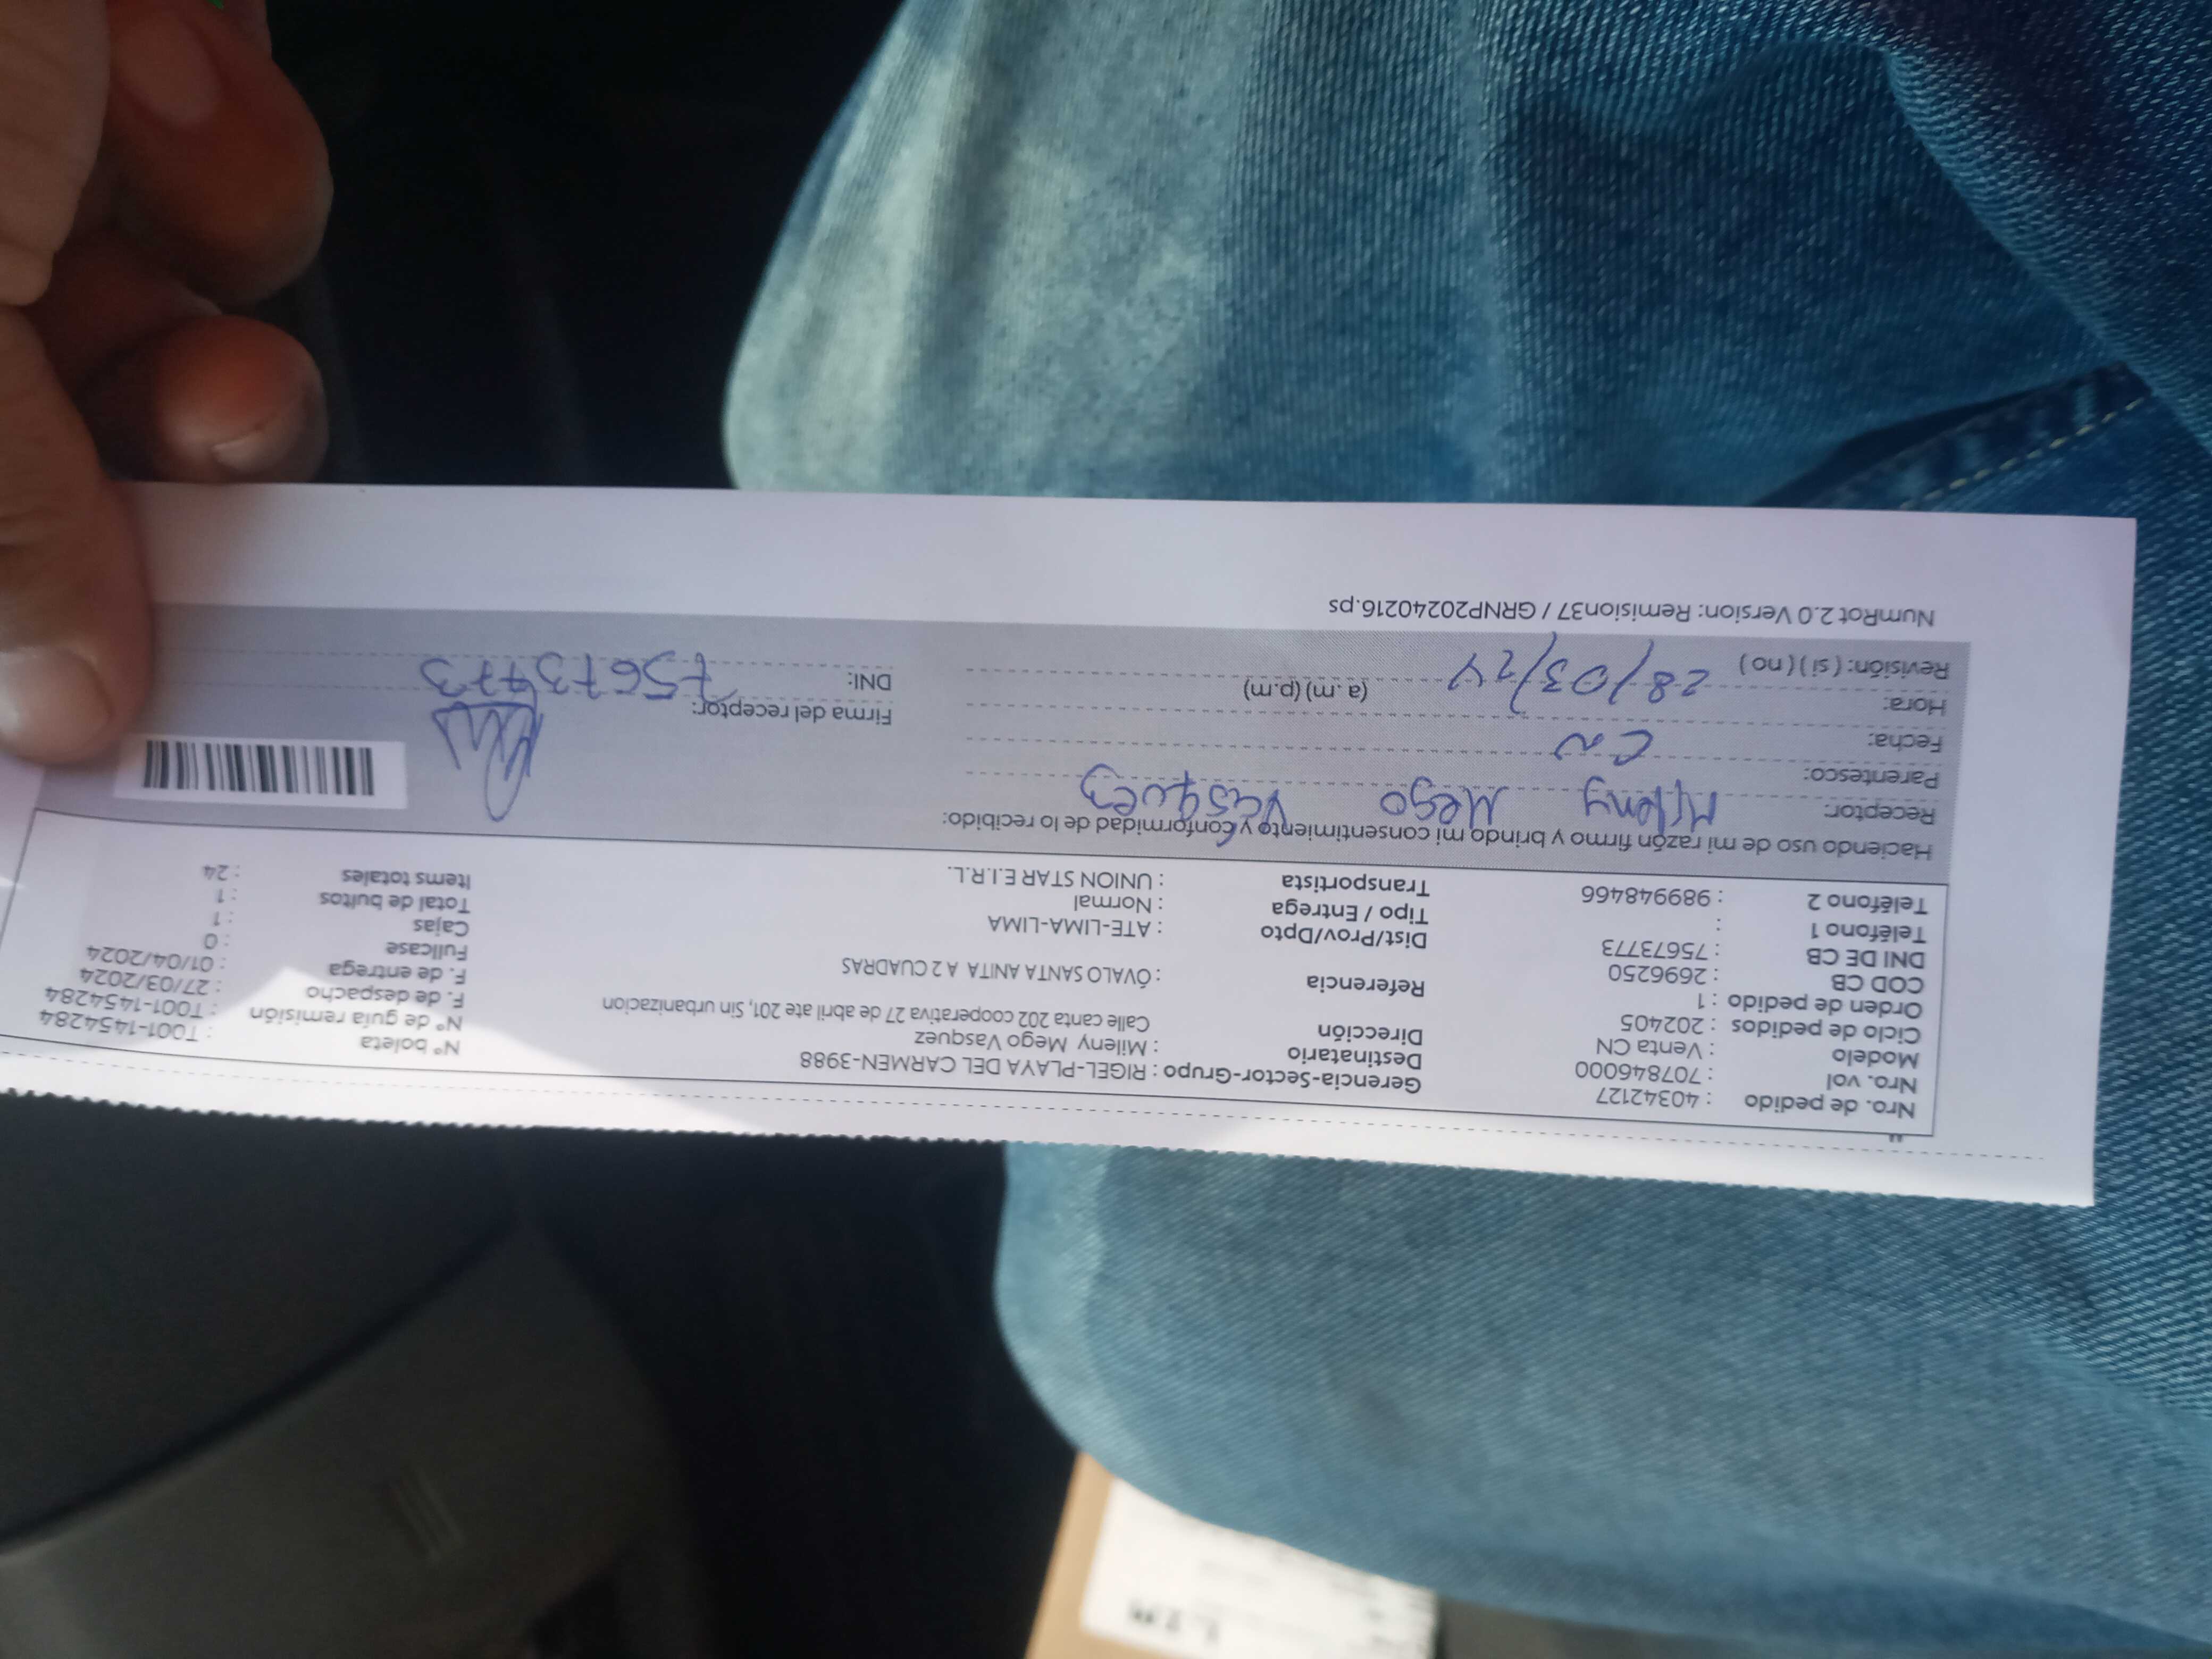 Nro. de pedido : 40342127
Nro. vol : 707846000
Modelo : Venta CN
Ciclo de pedidos : 202405
Orden de pedido : 1
COD CB : 2696250
DNI DE CB : 75673773
Teléfono 1 :
Teléfono 2 : 989948466
Gerencia-Sector-Grupo : RIGEL-PLAYA DEL CARMEN-3988
Destinatario : Mileny Mego Vasquez
Dirección Calle canta 202 cooperativa 27 de abril ate 201, Sin urbanizacion
Referencia : ÓVALO SANTA ANITA A 2 CUADRAS
Dist/Prov/Dpto : ATE-LIMA-LIMA
Tipo / Entrega : Normal
Transportista : UNION STAR E.I.R.L.
N° boleta : T001-1454284
N° de guía remisión : T001-1454284
F. de despacho : 27/03/2024
F. de entrega : 01/04/2024
Fullcase : 0
Cajas : 1
Total de bultos : 1
Items totales : 24
Haciendo uso de mi razón firmo y brindo mi consentimiento y conformidad de lo recibido:
Receptor: Mileny Mego Vasquez
Parentesco: CN
Fecha:
Hora: 28/03/24 (a.m) (p.m)
Revisión: ( si ) ( no )
Firma del receptor:
DNI:
NumRot 2.0 Version: Remision37 / GRNP20240216.ps